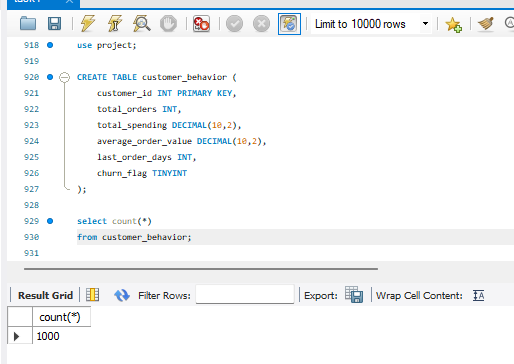 Limit to 10000 rows
918 use project;
919
920 CREATE TABLE customer_behavior (
921 customer_id INT PRIMARY KEY,
922 total_orders INT,
923 total_spending DECIMAL(10,2),
924 average_order_value DECIMAL(10,2),
925 last_order_days INT,
926 churn_flag TINYINT
927 );
928
929 select count(*)
930 from customer_behavior;
931
Result Grid Filter Rows: Export: Wrap Cell Content: IA
count(*)
1000